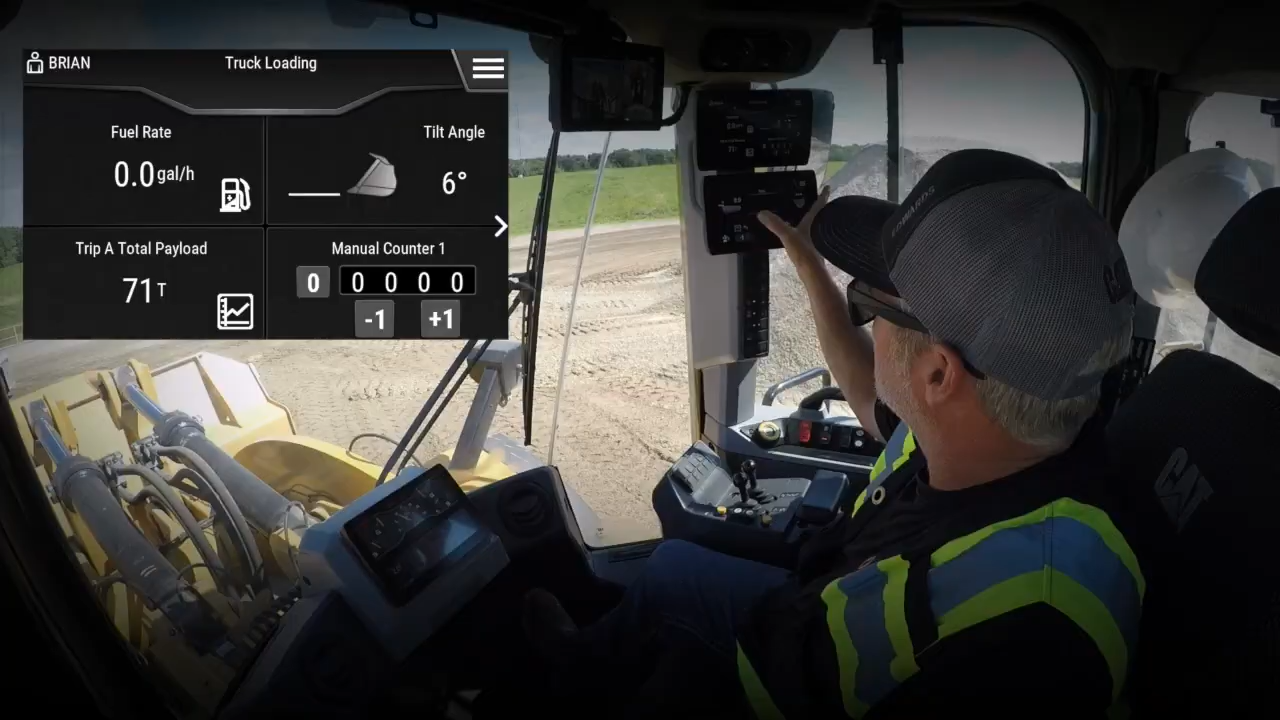 BRIAN
Truck Loading
Fuel Rate
0.0 gal/h
Tilt Angle
6°
Trip A Total Payload
71 T
Manual Counter 1
0
0 0 0 0
-1 +1
EDWARDS
CAT